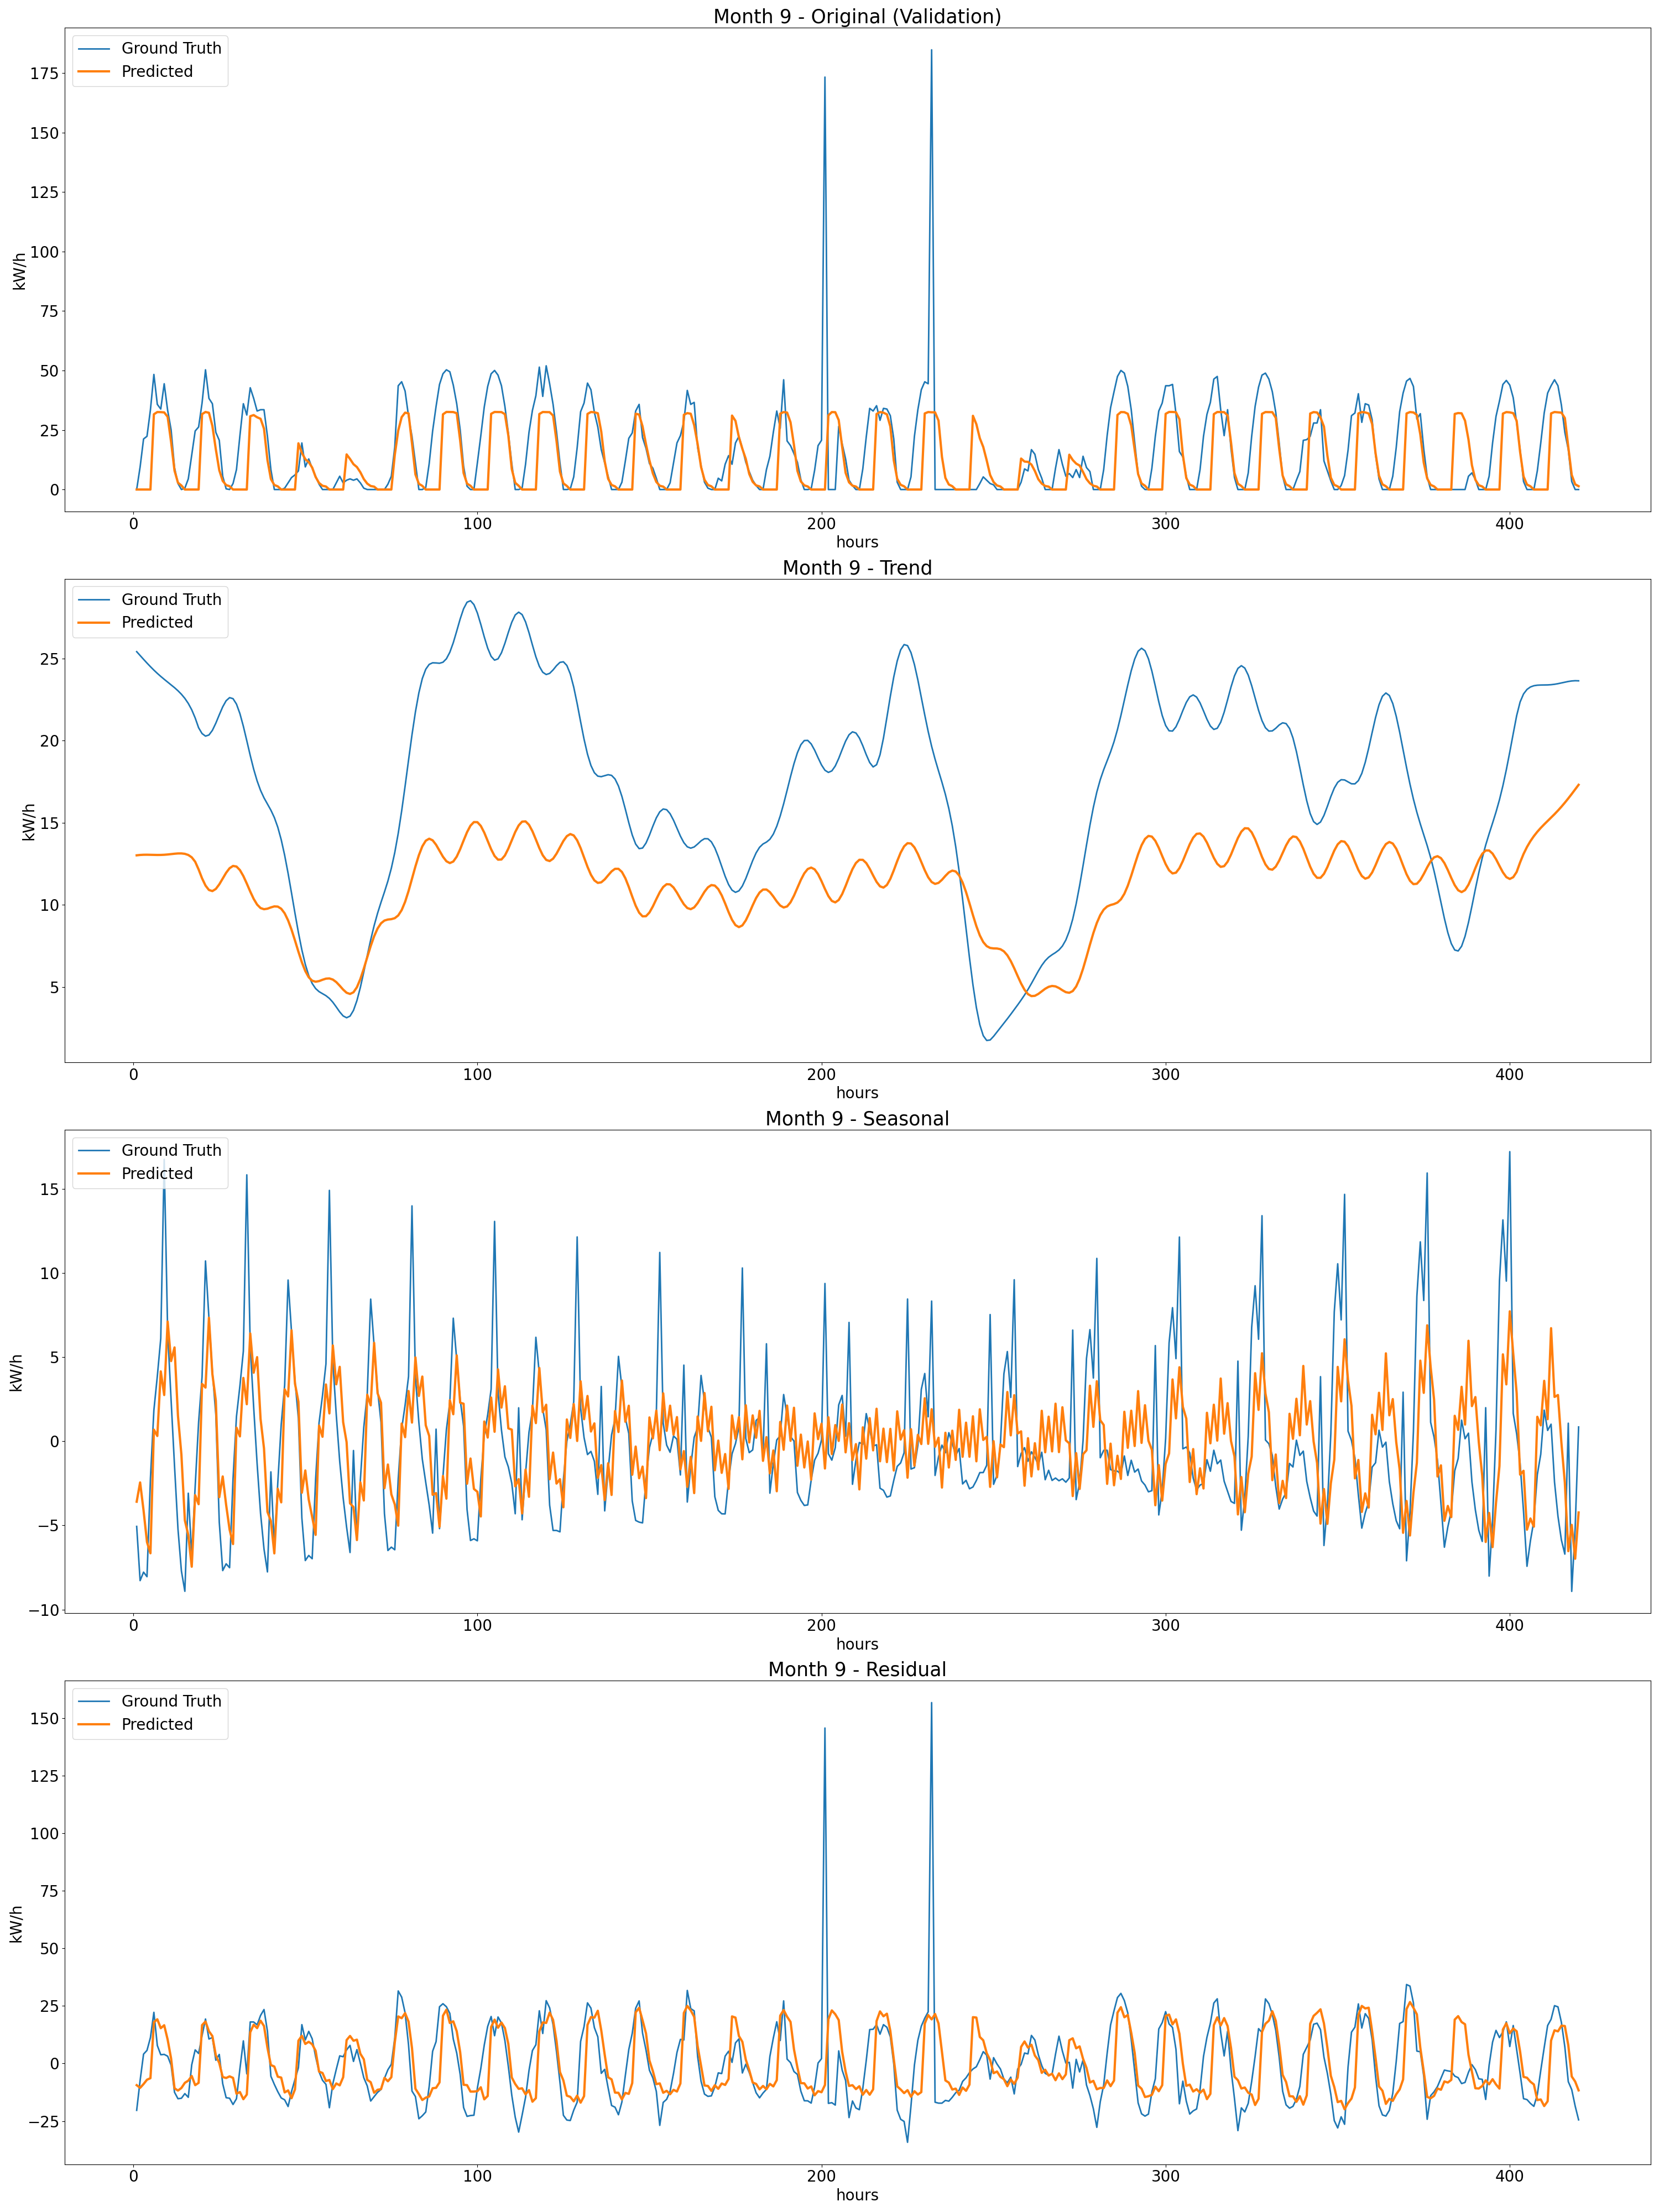 Month 9 - Original (Validation)
Ground Truth
Predicted
175
150
125
100
75
50
25
0
kW/h
0 100 200 300 400
hours
Month 9 - Trend
Ground Truth
Predicted
25
20
15
10
5
kW/h
0 100 200 300 400
hours
Month 9 - Seasonal
Ground Truth
Predicted
15
10
5
0
−5
−10
kW/h
0 100 200 300 400
hours
Month 9 - Residual
Ground Truth
Predicted
150
125
100
75
50
25
0
−25
kW/h
0 100 200 300 400
hours